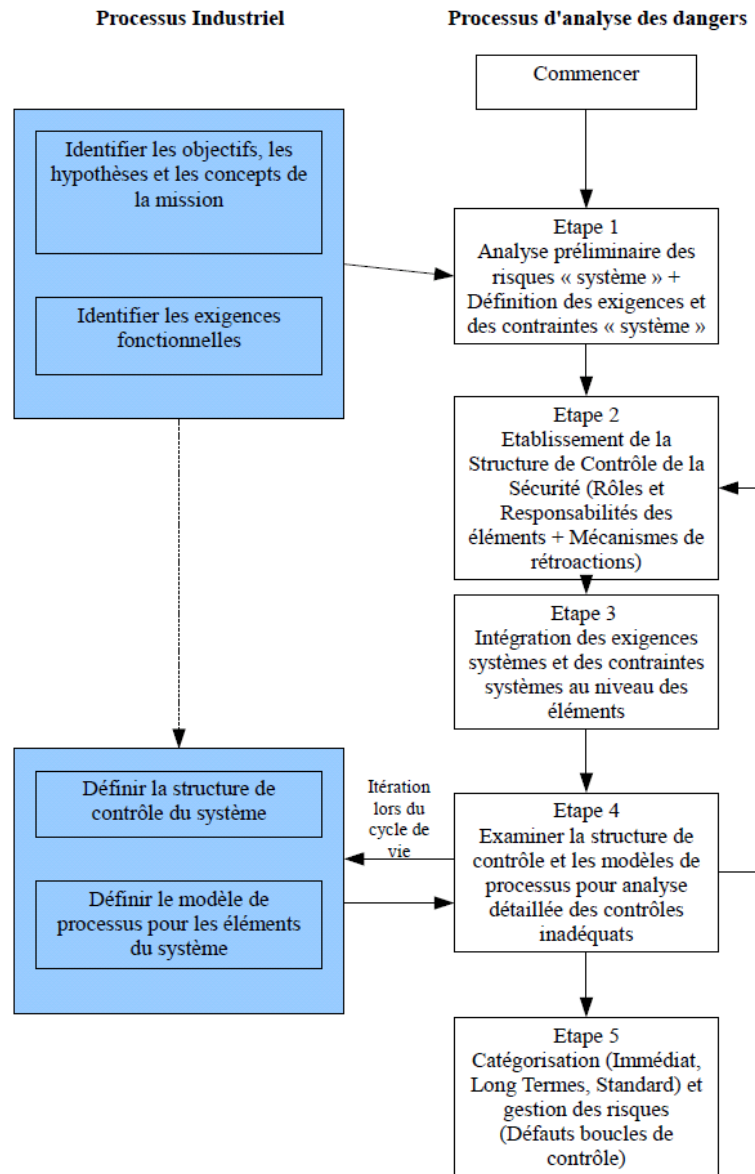 Processus Industriel
Processus d'analyse des dangers
Commencer
Identifier les objectifs, les
hypothèses et les concepts de
la mission
Identifier les exigences
fonctionnelles
Etape 1
Analyse préliminaire des
risques « système » +
Définition des exigences et
des contraintes « système »
Etape 2
Etablissement de la
Structure de Contrôle de la
Sécurité (Rôles et
Responsabilités des
éléments + Mécanismes de
rétroactions)
Etape 3
Intégration des exigences
systèmes et des contraintes
systèmes au niveau des
éléments
Définir la structure de
contrôle du système
Définir le modèle de
processus pour les éléments
du système
Itération
lors du
cycle de
vie
Etape 4
Examiner la structure de
contrôle et les modèles de
processus pour analyse
détaillée des contrôles
inadéquats
Etape 5
Catégorisation (Immédiat,
Long Termes, Standard) et
gestion des risques
(Défauts boucles de
contrôle)